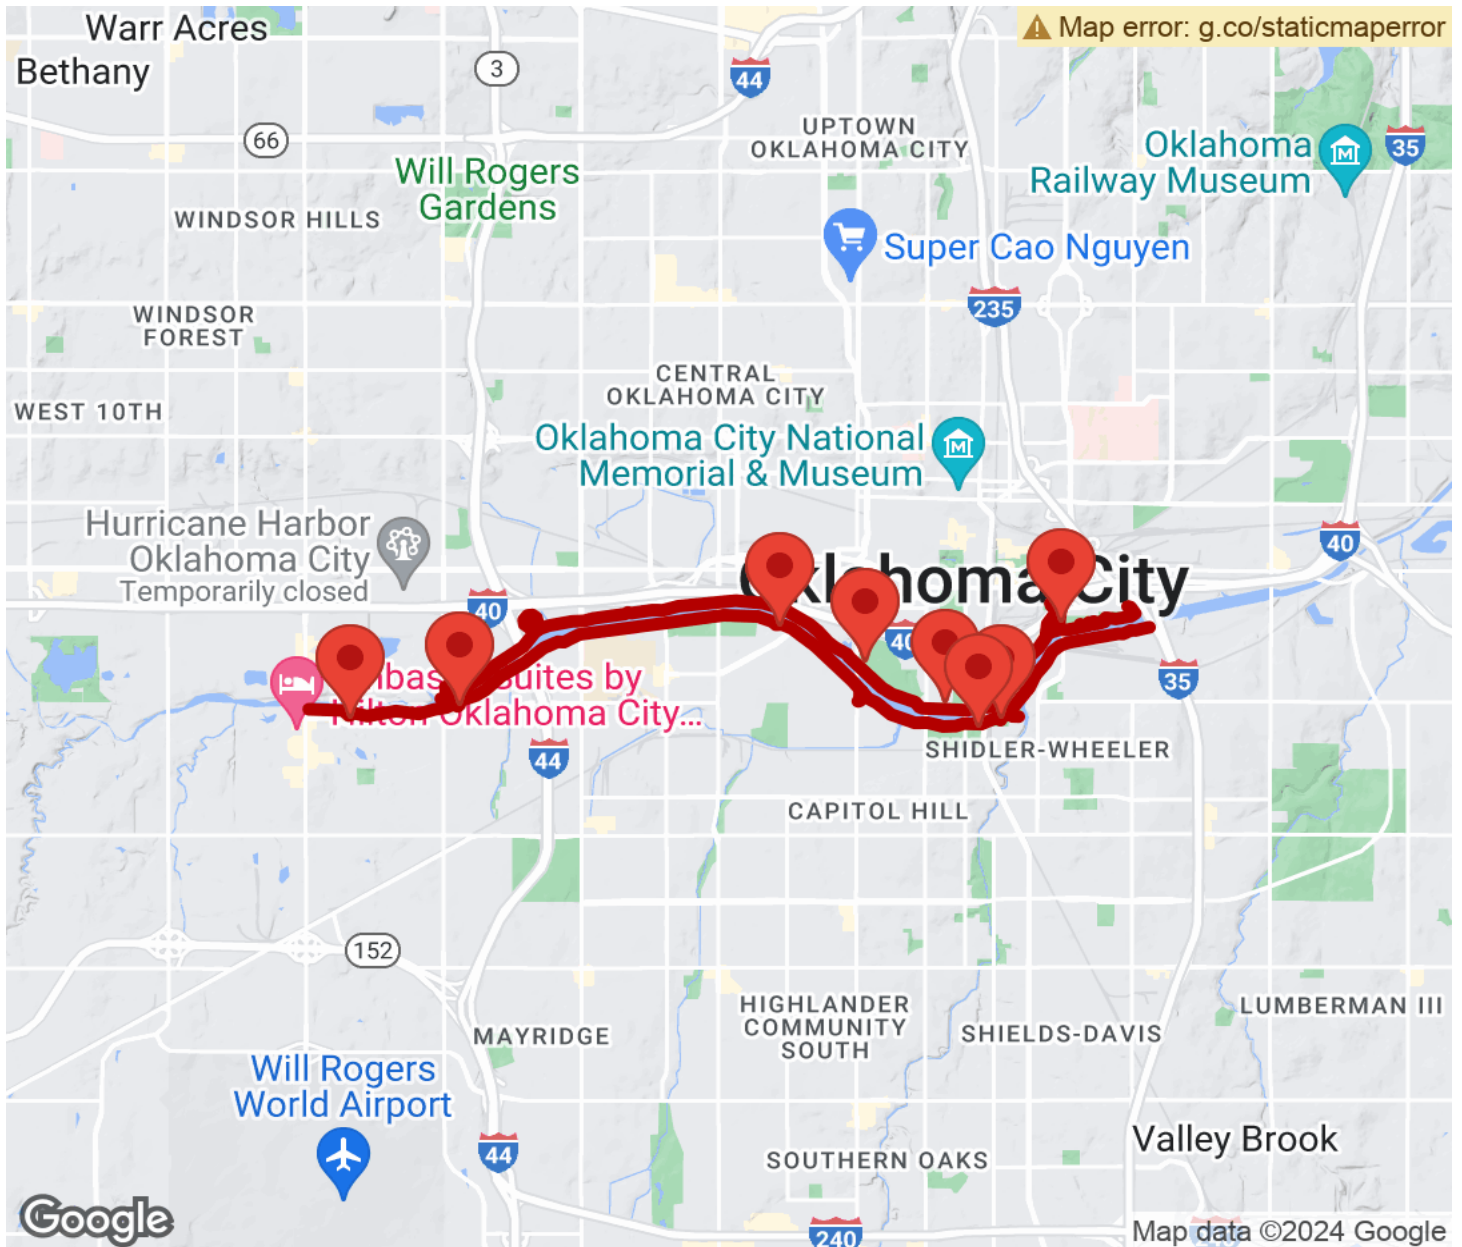 Warr Acres
Map error: g.co/staticmaperror
Bethany
3
44
66
UPTOWN
OKLAHOMA CITY
Oklahoma
Railway Museum
35
Will Rogers
Gardens
WINDSOR HILLS
Super Cao Nguyen
235
WINDSOR
FOREST
CENTRAL
OKLAHOMA CITY
WEST 10TH
Oklahoma City National
Memorial & Museum
Hurricane Harbor
Oklahoma City
Temporarily closed
40
Oklahoma City
40
40
35
Embassy Suites by
Hilton Oklahoma City...
SHIDLER-WHEELER
44
CAPITOL HILL
152
HIGHLANDER
COMMUNITY
SOUTH
LUMBERMAN III
MAYRIDGE
SHIELDS-DAVIS
Will Rogers
World Airport
44
Valley Brook
SOUTHERN OAKS
Google
240
Map data ©2024 Google